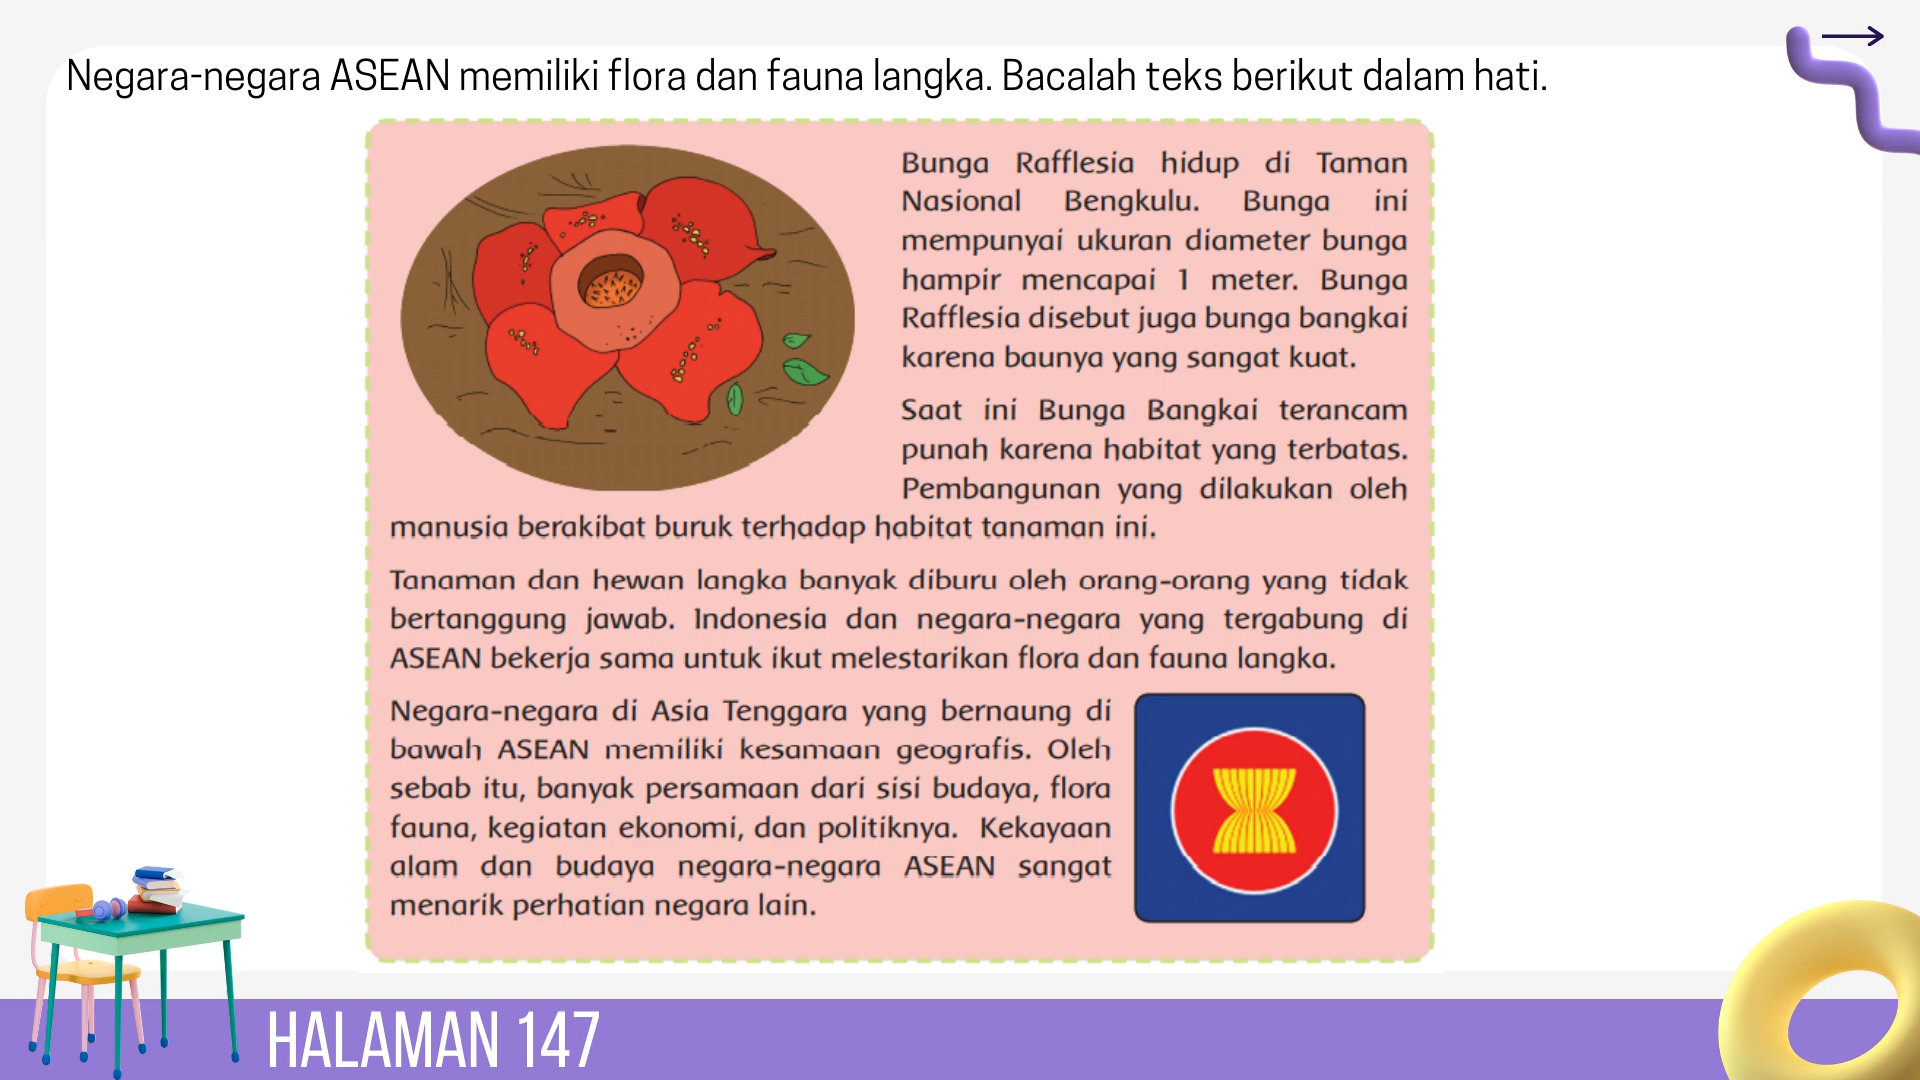 Negara-negara ASEAN memiliki flora dan fauna langka. Bacalah teks berikut dalam hati.
Bunga Rafflesia hidup di Taman
Nasional Bengkulu. Bunga ini
mempunyai ukuran diameter bunga
hampir mencapai 1 meter. Bunga
Rafflesia disebut juga bunga bangkai
karena baunya yang sangat kuat.
Saat ini Bunga Bangkai terancam
punah karena habitat yang terbatas.
Pembangunan yang dilakukan oleh
manusia berakibat buruk terhadap habitat tanaman ini.
Tanaman dan hewan langka banyak diburu oleh orang-orang yang tidak
bertanggung jawab. Indonesia dan negara-negara yang tergabung di
ASEAN bekerja sama untuk ikut melestarikan flora dan fauna langka.
Negara-negara di Asia Tenggara yang bernaung di
bawah ASEAN memiliki kesamaan geografis. Oleh
sebab itu, banyak persamaan dari sisi budaya, flora
fauna, kegiatan ekonomi, dan politiknya. Kekayaan
alam dan budaya negara-negara ASEAN sangat
menarik perhatian negara lain.
HALAMAN 147